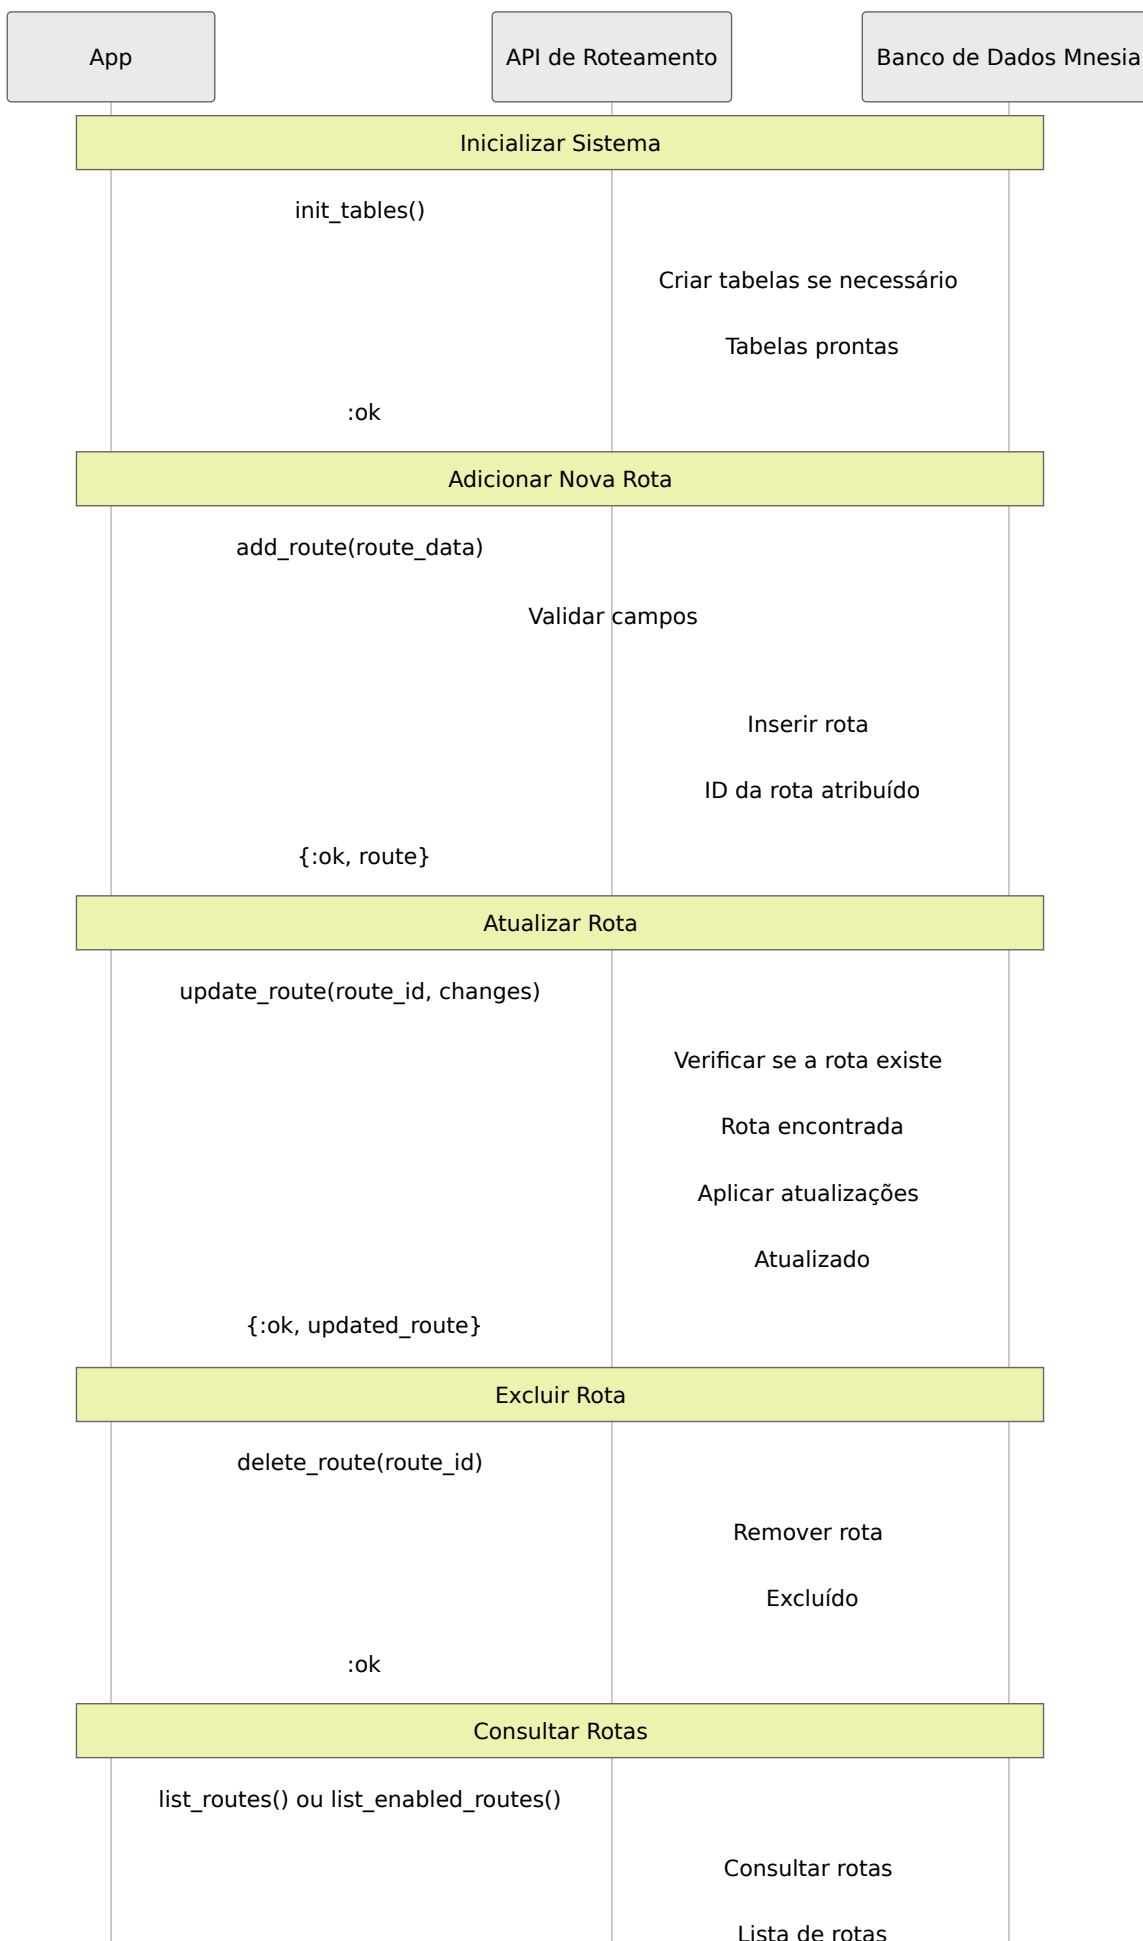 App
API de Roteamento
Banco de Dados Mnesia
Inicializar Sistema
init_tables()
Criar tabelas se necessário
Tabelas prontas
:ok
Adicionar Nova Rota
add_route(route_data)
Validar campos
Inserir rota
ID da rota atribuído
{:ok, route}
Atualizar Rota
update_route(route_id, changes)
Verificar se a rota existe
Rota encontrada
Aplicar atualizações
Atualizado
{:ok, updated_route}
Excluir Rota
delete_route(route_id)
Remover rota
Excluído
:ok
Consultar Rotas
list_routes() ou list_enabled_routes()
Consultar rotas
Lista de rotas